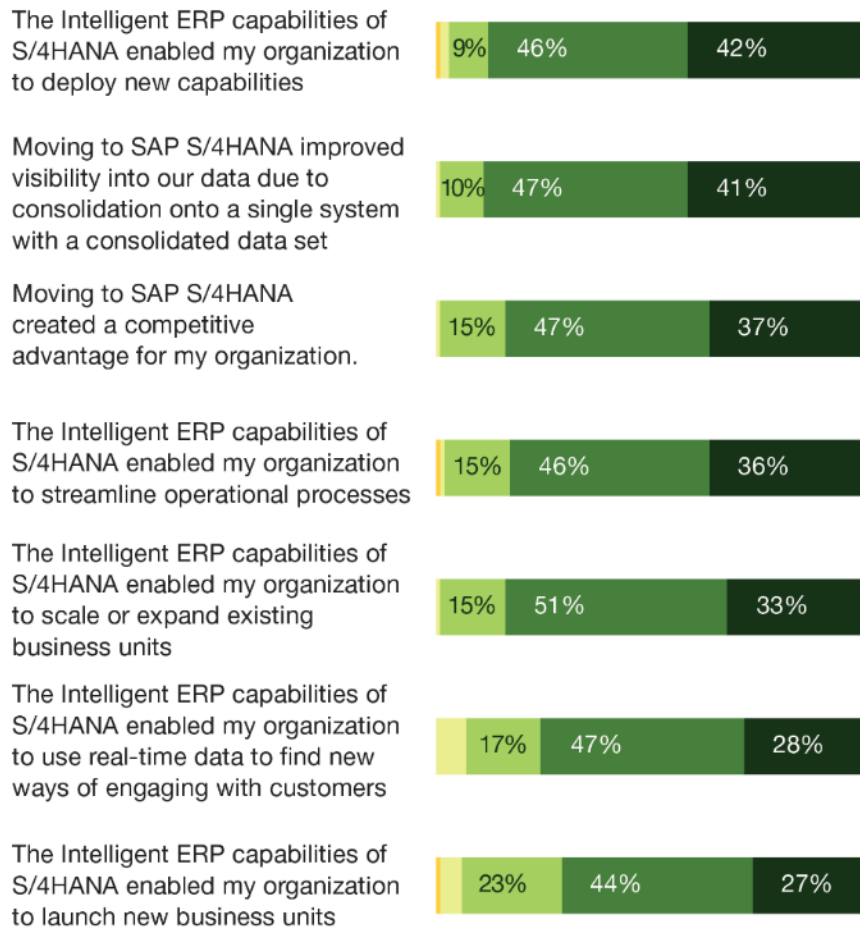 The Intelligent ERP capabilities of
S/4HANA enabled my organization
to deploy new capabilities
9% 46% 42%
Moving to SAP S/4HANA improved
visibility into our data due to
consolidation onto a single system
with a consolidated data set
10% 47% 41%
Moving to SAP S/4HANA
created a competitive
advantage for my organization.
15% 47% 37%
The Intelligent ERP capabilities of
S/4HANA enabled my organization
to streamline operational processes
15% 46% 36%
The Intelligent ERP capabilities of
S/4HANA enabled my organization
to scale or expand existing
business units
15% 51% 33%
The Intelligent ERP capabilities of
S/4HANA enabled my organization
to use real-time data to find new
ways of engaging with customers
17% 47% 28%
The Intelligent ERP capabilities of
S/4HANA enabled my organization
to launch new business units
23% 44% 27%